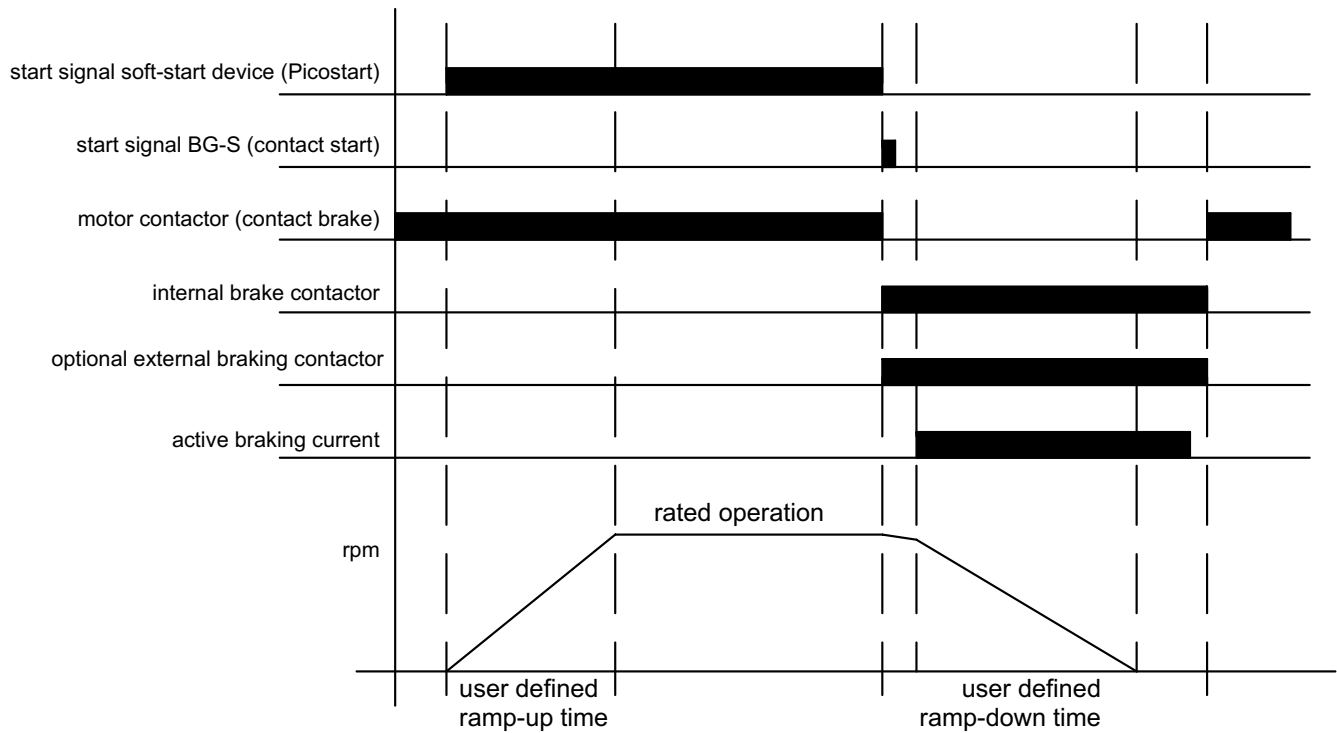 start signal soft-start device (Picostart)
start signal BG-S (contact start)
motor contactor (contact brake)
internal brake contactor
optional external braking contactor
active braking current
rated operation
rpm
user defined
ramp-up time
user defined
ramp-down time